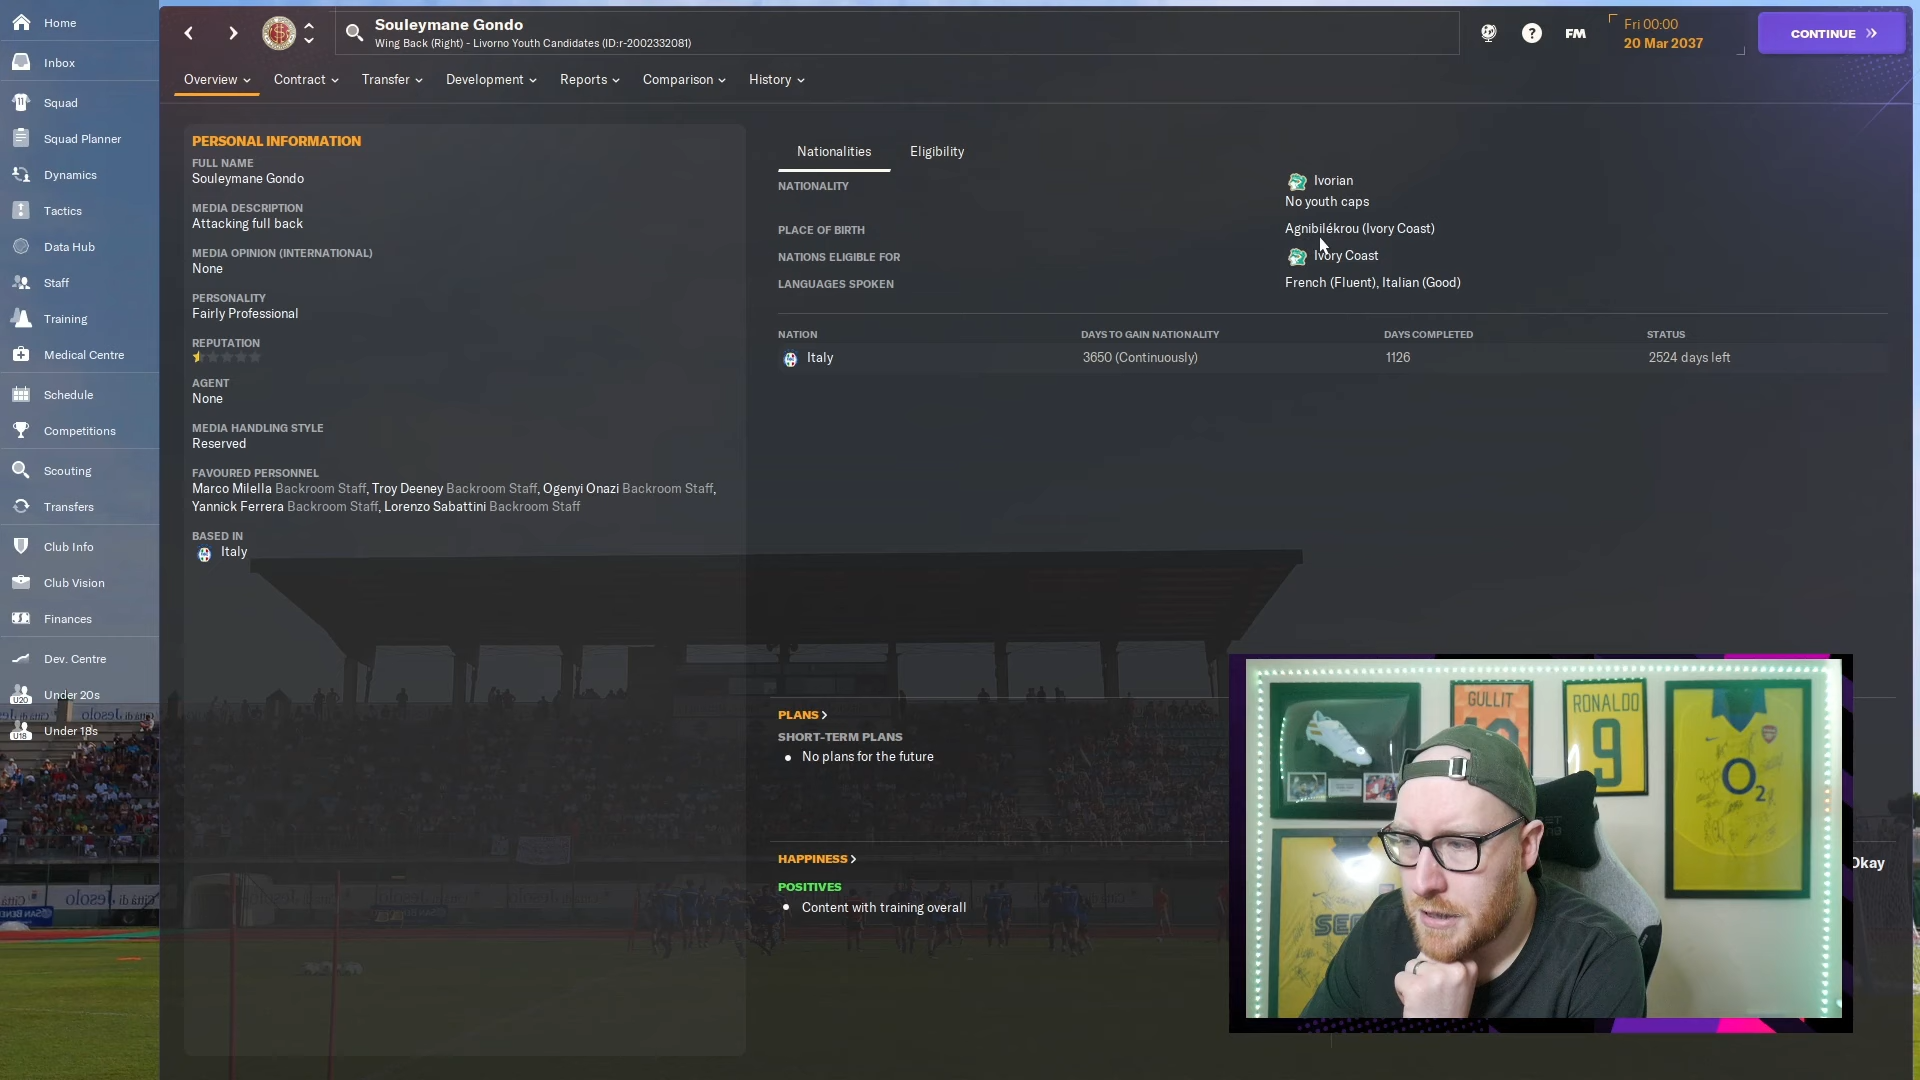 Home
Inbox
Squad
Squad Planner
Dynamics
Tactics
Data Hub
Staff
Training
Medical Centre
Schedule
Competitions
Scouting
Transfers
Club Info
Club Vision
Finances
Dev. Centre
U20 Under 20s
U18 Under 18s
Souleymane Gondo
Wing Back (Right) - Livorno Youth Candidates (ID:r-2002332081)
? FM
Fri 00:00
20 Mar 2037
CONTINUE
Overview Contract Transfer Development Reports Comparison History
PERSONAL INFORMATION
FULL NAME
Souleymane Gondo
MEDIA DESCRIPTION
Attacking full back
MEDIA OPINION (INTERNATIONAL)
None
PERSONALITY
Fairly Professional
REPUTATION
AGENT
None
MEDIA HANDLING STYLE
Reserved
FAVOURED PERSONNEL
Marco Milella Backroom Staff, Troy Deeney Backroom Staff, Ogenyi Onazi Backroom Staff,
Yannick Ferrera Backroom Staff, Lorenzo Sabattini Backroom Staff
BASED IN
Italy
Nationalities Eligibility
NATIONALITY Ivorian
No youth caps
PLACE OF BIRTH Agnibilékrou (Ivory Coast)
NATIONS ELIGIBLE FOR Ivory Coast
LANGUAGES SPOKEN French (Fluent), Italian (Good)
NATION DAYS TO GAIN NATIONALITY DAYS COMPLETED STATUS
Italy 3650 (Continuously) 1126 2524 days left
PLANS
SHORT-TERM PLANS
No plans for the future
HAPPINESS
Okay
POSITIVES
Content with training overall
GULLIT
RONALDO
9
O2